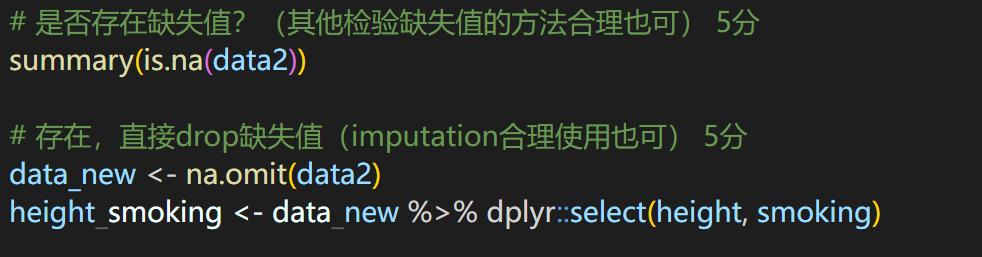 # 是否存在缺失值？（其他检验缺失值的方法合理也可） 5分
summary(is.na(data2))
# 存在，直接drop缺失值（imputation合理使用也可） 5分
data_new <- na.omit(data2)
height_smoking <- data_new %>% dplyr::select(height, smoking)